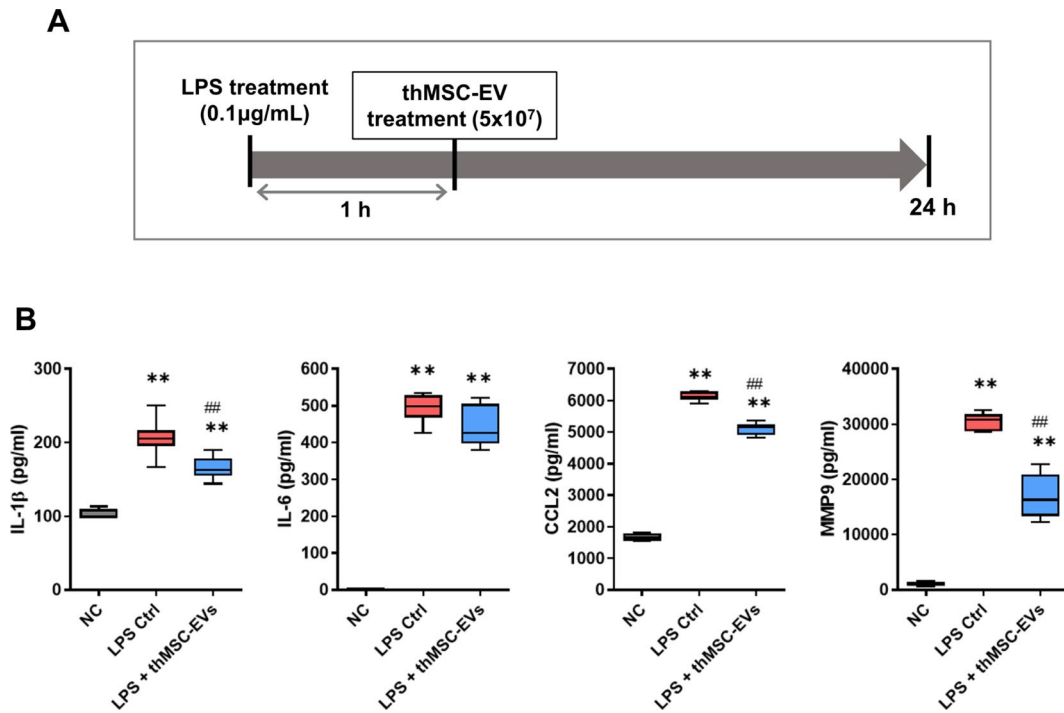 A
LPS treatment
(0.1µg/mL)
thMSC-EV
treatment (5x10⁷)
1 h
24 h
B
IL-1β (pg/ml)
300
200
100
0
**
##
**
NC
LPS Ctrl
LPS + thMSC-EVs
IL-6 (pg/ml)
600
500
400
300
200
100
0
**
**
NC
LPS Ctrl
LPS + thMSC-EVs
CCL2 (pg/ml)
7000
6000
5000
4000
3000
2000
1000
0
**
##
**
NC
LPS Ctrl
LPS + thMSC-EVs
MMP9 (pg/ml)
40000
30000
20000
10000
0
**
##
**
NC
LPS Ctrl
LPS + thMSC-EVs